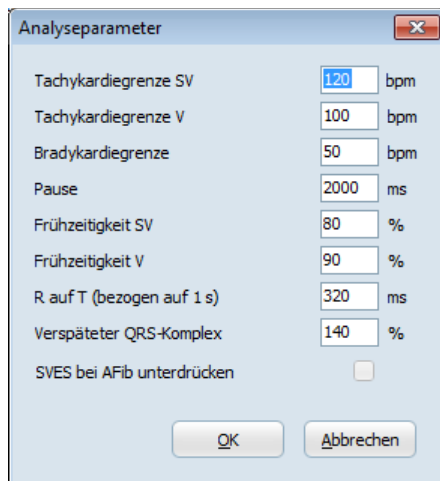 Analyseparameter
Tachykardiegrenze SV 120 bpm
Tachykardiegrenze V 100 bpm
Bradykardiegrenze 50 bpm
Pause 2000 ms
Frühzeitigkeit SV 80 %
Frühzeitigkeit V 90 %
R auf T (bezogen auf 1 s) 320 ms
Verspäteter QRS-Komplex 140 %
SVES bei AFib unterdrücken
OK Abbrechen